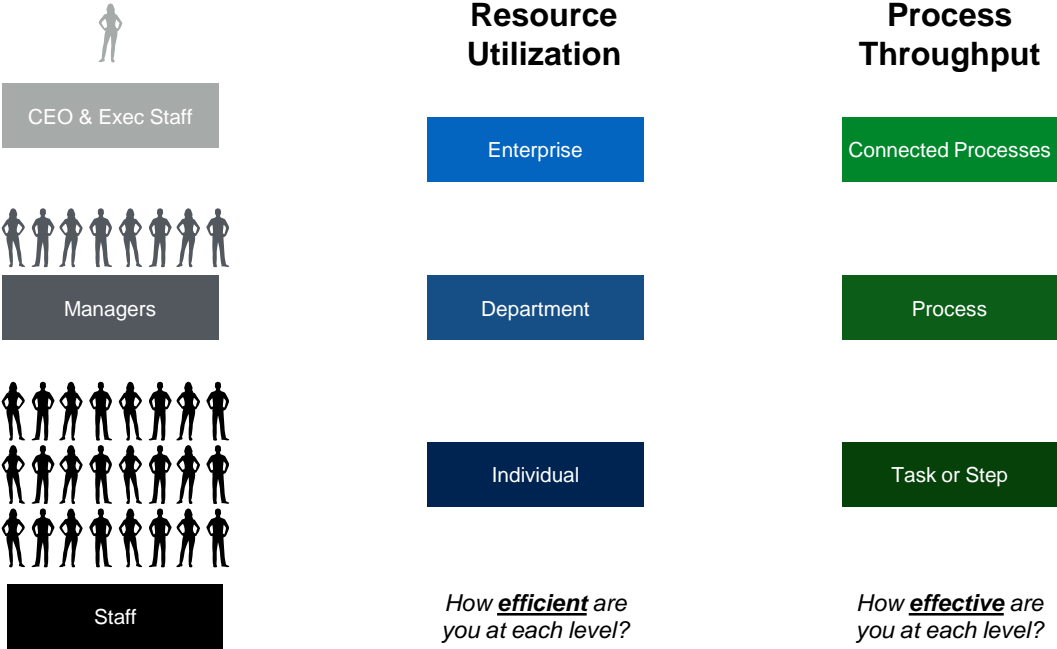 Resource
Utilization
Process
Throughput
CEO & Exec Staff
Enterprise
Connected Processes
Managers
Department
Process
Individual
Task or Step
Staff
How efficient are
you at each level?
How effective are
you at each level?